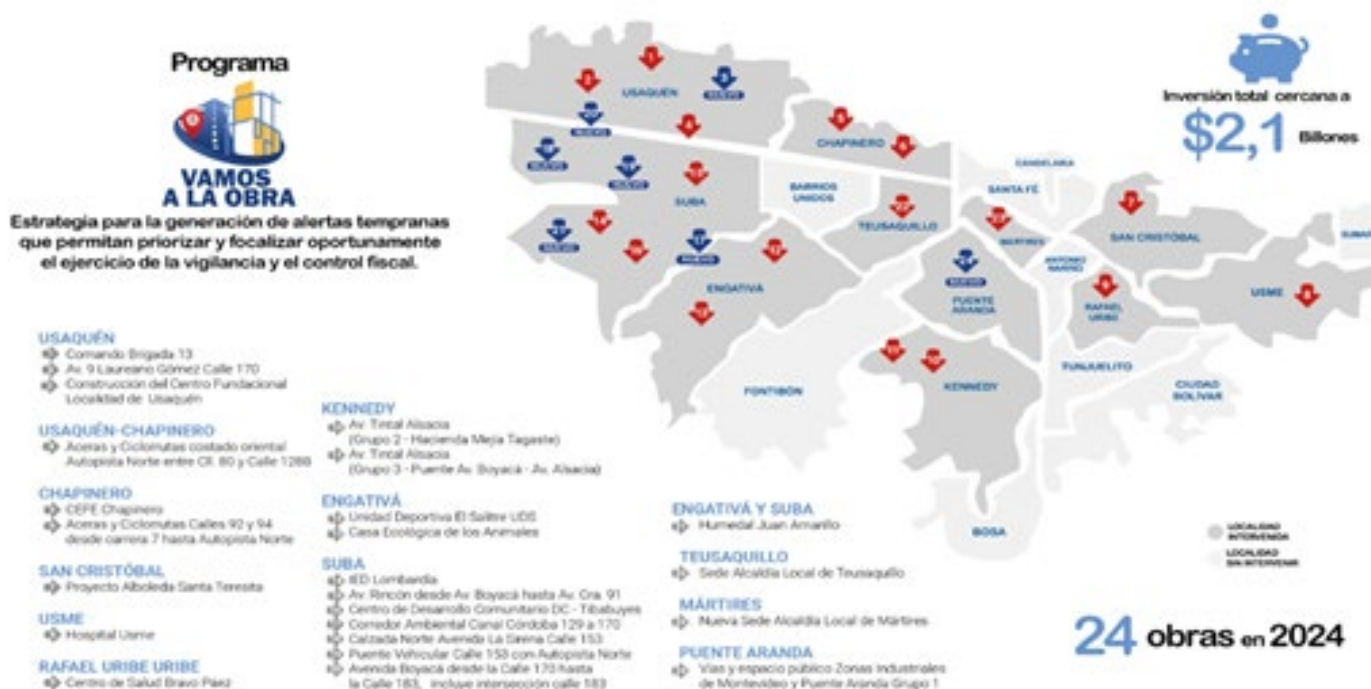 Programa
VAMOS
A LA OBRA
Estrategia para la generación de alertas tempranas
que permitan priorizar y focalizar oportunamente
el ejercicio de la vigilancia y el control fiscal.
Inversión total cercana a
$2,1 Billones
USAQUÉN
CHAPINERO
CANDELARIA
SANTA FÉ
BARRIOS
UNIDOS
SUBA
TEUSAQUILLO
MÁRTIRES
SAN CRISTÓBAL
ANTONIO
NARIÑO
ENGATIVÁ
PUENTE
ARANDA
RAFAEL
URIBE
USME
TUNJUELITO
FONTIBÓN
KENNEDY
CIUDAD
BOLÍVAR
BOSA
NUEVO
NUEVO
NUEVO
NUEVO
NUEVO
NUEVO
NUEVO
LOCALIDAD
INTERVENIDA
LOCALIDAD
SIN INTERVENIR
USAQUÉN
Comando Brigada 13
Av. 9 Laureano Gómez Calle 170
Construccion del Centro Fundacional
Localidad de Usaquén
USAQUÉN-CHAPINERO
Aceras y Ciclorrutas costado oriental
Autopista Norte entre Cll. 80 y Calle 128B
CHAPINERO
CEFE Chapinero
Aceras y Ciclorrutas Calles 92 y 94
desde carrera 7 hasta Autopista Norte
SAN CRISTÓBAL
Proyecto Alboleda Santa Teresita
USME
Hospital Usme
RAFAEL URIBE URIBE
Centro de Salud Bravo Páez
KENNEDY
Av. Tintal Alsacia
(Grupo 2 - Hacienda Mejia Tagaste)
Av. Tintal Alsacia
(Grupo 3 - Puente Av. Boyacá - Av. Alsacia)
ENGATIVÁ
Unidad Deportiva El Salitre UDS
Casa Ecológica de los Animales
SUBA
IED Lombardía
Av. Rincón desde Av. Boyacá hasta Av. Cra. 91
Centro de Desarrollo Comunitario DC - Tibabuyes
Corredor Ambiental Canal Córdoba 129 a 170
Calzada Norte Avenida La Sirena Calle 153
Puente Vehicular Calle 153 con Autopista Norte
Avenida Boyacá desde la Calle 170 hasta
la Calle 183, incluye intersección calle 183
ENGATIVÁ Y SUBA
Humedal Juan Amarillo
TEUSAQUILLO
Sede Alcaldía Local de Teusaquillo
MÁRTIRES
Nueva Sede Alcaldía Local de Mártires
PUENTE ARANDA
Vías y espacio público Zonas Industriales
de Montevideo y Puente Aranda Grupo 1
24 obras en 2024